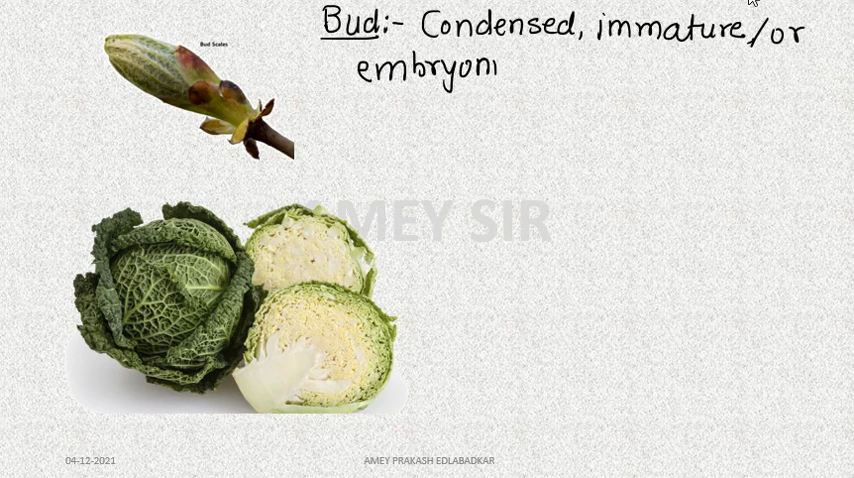 Bud:- Condensed, immature/or
embryoni
Bud Scales
AMEY SIR
04-12-2021
AMEY PRAKASH EDLABADKAR